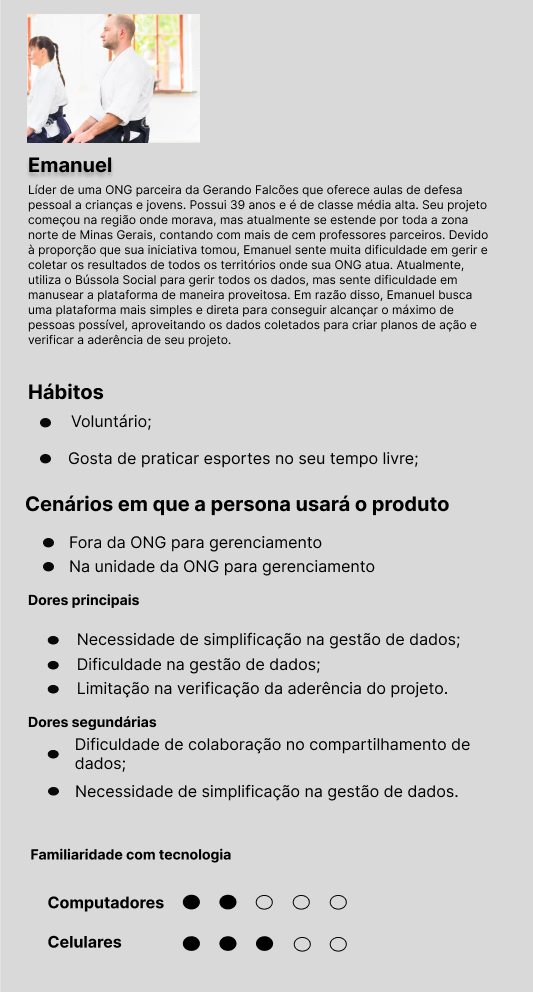 Emanuel
Líder de uma ONG parceira da Gerando Falcões que oferece aulas de defesa
pessoal a crianças e jovens. Possui 39 anos e é de classe média alta. Seu projeto
começou na região onde morava, mas atualmente se estende por toda a zona
norte de Minas Gerais, contando com mais de cem professores parceiros. Devido
à proporção que sua iniciativa tomou, Emanuel sente muita dificuldade em gerir e
coletar os resultados de todos os territórios onde sua ONG atua. Atualmente,
utiliza o Bússola Social para gerir todos os dados, mas sente dificuldade em
manusear a plataforma de maneira proveitosa. Em razão disso, Emanuel busca
uma plataforma mais simples e direta para conseguir alcançar o máximo de
pessoas possível, aproveitando os dados coletados para criar planos de ação e
verificar a aderência de seu projeto.
Hábitos
Voluntário;
Gosta de praticar esportes no seu tempo livre;
Cenários em que a persona usará o produto
Fora da ONG para gerenciamento
Na unidade da ONG para gerenciamento
Dores principais
Necessidade de simplificação na gestão de dados;
Dificuldade na gestão de dados;
Limitação na verificação da aderência do projeto.
Dores segundárias
Dificuldade de colaboração no compartilhamento de
dados;
Necessidade de simplificação na gestão de dados.
Familiaridade com tecnologia
Computadores
Celulares